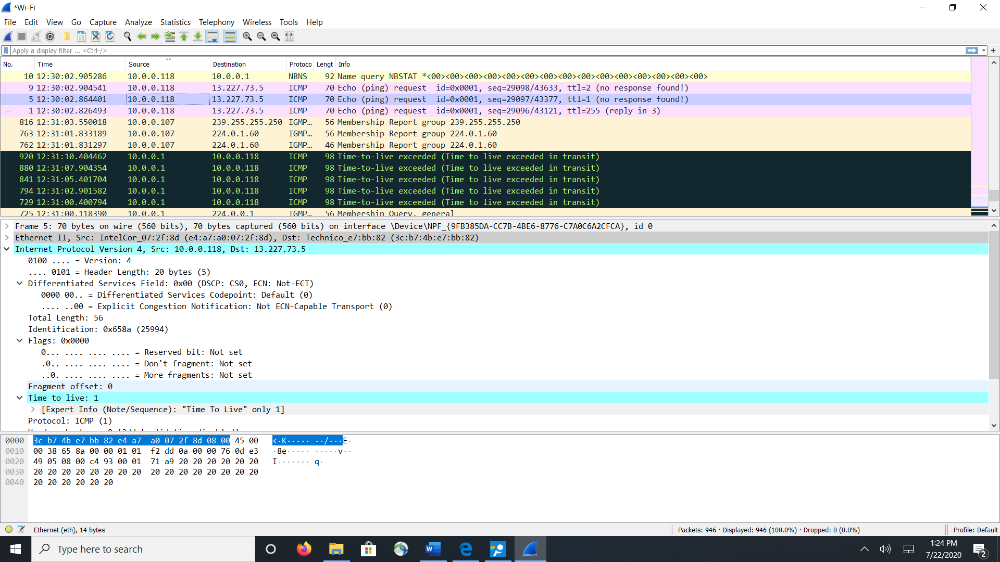 *Wi-Fi
File Edit View Go Capture Analyze Statistics Telephony Wireless Tools Help
Apply a display filter ... <Ctrl-/>
No. Time Source Destination Protoco Lengt Info
10 12:30:02.905286 10.0.0.118 10.0.0.1 NBNS 92 Name query NBSTAT *<00><00><00><00><00><00><00><00><00><00><00><00><00><00><00>
9 12:30:02.904541 10.0.0.118 13.227.73.5 ICMP 70 Echo (ping) request id=0x0001, seq=29098/43633, ttl=2 (no response found!)
5 12:30:02.864401 10.0.0.118 13.227.73.5 ICMP 70 Echo (ping) request id=0x0001, seq=29097/43377, ttl=1 (no response found!)
1 12:30:02.826493 10.0.0.118 13.227.73.5 ICMP 70 Echo (ping) request id=0x0001, seq=29096/43121, ttl=255 (reply in 3)
816 12:31:03.550018 10.0.0.107 239.255.255.250 IGMP… 56 Membership Report group 239.255.255.250
763 12:31:01.833189 10.0.0.107 224.0.1.60 IGMP… 56 Membership Report group 224.0.1.60
762 12:31:01.831297 10.0.0.107 224.0.1.60 IGMP… 46 Membership Report group 224.0.1.60
920 12:31:10.404462 10.0.0.1 10.0.0.118 ICMP 98 Time-to-live exceeded (Time to live exceeded in transit)
880 12:31:07.904354 10.0.0.1 10.0.0.118 ICMP 98 Time-to-live exceeded (Time to live exceeded in transit)
841 12:31:05.401704 10.0.0.1 10.0.0.118 ICMP 98 Time-to-live exceeded (Time to live exceeded in transit)
794 12:31:02.901582 10.0.0.1 10.0.0.118 ICMP 98 Time-to-live exceeded (Time to live exceeded in transit)
729 12:31:00.400794 10.0.0.1 10.0.0.118 ICMP 98 Time-to-live exceeded (Time to live exceeded in transit)
725 12:31:00.118390 10.0.0.1 224.0.0.1 IGMP… 56 Membership Query, general
Frame 5: 70 bytes on wire (560 bits), 70 bytes captured (560 bits) on interface \Device\NPF_{9FB385DA-CC7B-4BE6-8776-C7A0C6A2CFCA}, id 0
Ethernet II, Src: IntelCor_07:2f:8d (e4:a7:a0:07:2f:8d), Dst: Technico_e7:bb:82 (3c:b7:4b:e7:bb:82)
Internet Protocol Version 4, Src: 10.0.0.118, Dst: 13.227.73.5
0100 .... = Version: 4
.... 0101 = Header Length: 20 bytes (5)
Differentiated Services Field: 0x00 (DSCP: CS0, ECN: Not-ECT)
0000 00.. = Differentiated Services Codepoint: Default (0)
.... ..00 = Explicit Congestion Notification: Not ECN-Capable Transport (0)
Total Length: 56
Identification: 0x658a (25994)
Flags: 0x0000
0... .... .... .... = Reserved bit: Not set
.0.. .... .... .... = Don't fragment: Not set
..0. .... .... .... = More fragments: Not set
Fragment offset: 0
Time to live: 1
[Expert Info (Note/Sequence): "Time To Live" only 1]
Protocol: ICMP (1)
0000 3c b7 4b e7 bb 82 e4 a7 a0 07 2f 8d 08 00 45 00 <·K····· ··/···E·
0010 00 38 65 8a 00 00 01 01 f2 dd 0a 00 00 76 0d e3 ·8e····· ·····v··
0020 49 05 08 00 c4 93 00 01 71 a9 20 20 20 20 20 20 I······· q·
0030 20 20 20 20 20 20 20 20 20 20 20 20 20 20 20 20
0040 20 20 20 20 20 20
Ethernet (eth), 14 bytes
Packets: 946 · Displayed: 946 (100.0%) · Dropped: 0 (0.0%)
Profile: Default
Type here to search
1:24 PM
7/22/2020
2